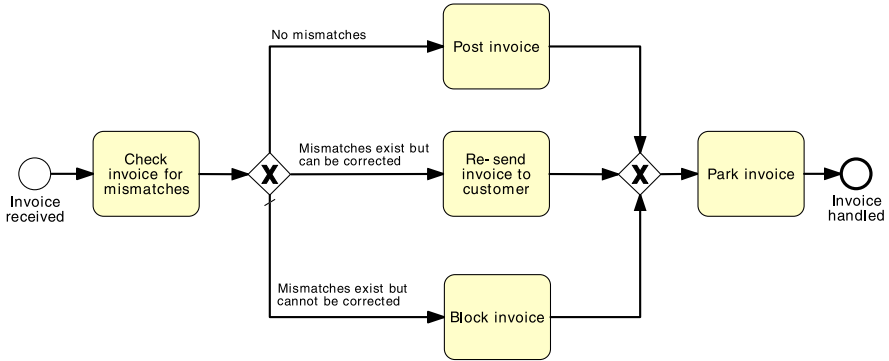 No mismatches
Post invoice
Check
invoice for
mismatches
X
Mismatches exist but
can be corrected
Re-send
invoice to
customer
X
Park invoice
Invoice
received
Invoice
handled
Mismatches exist but
cannot be corrected
Block invoice